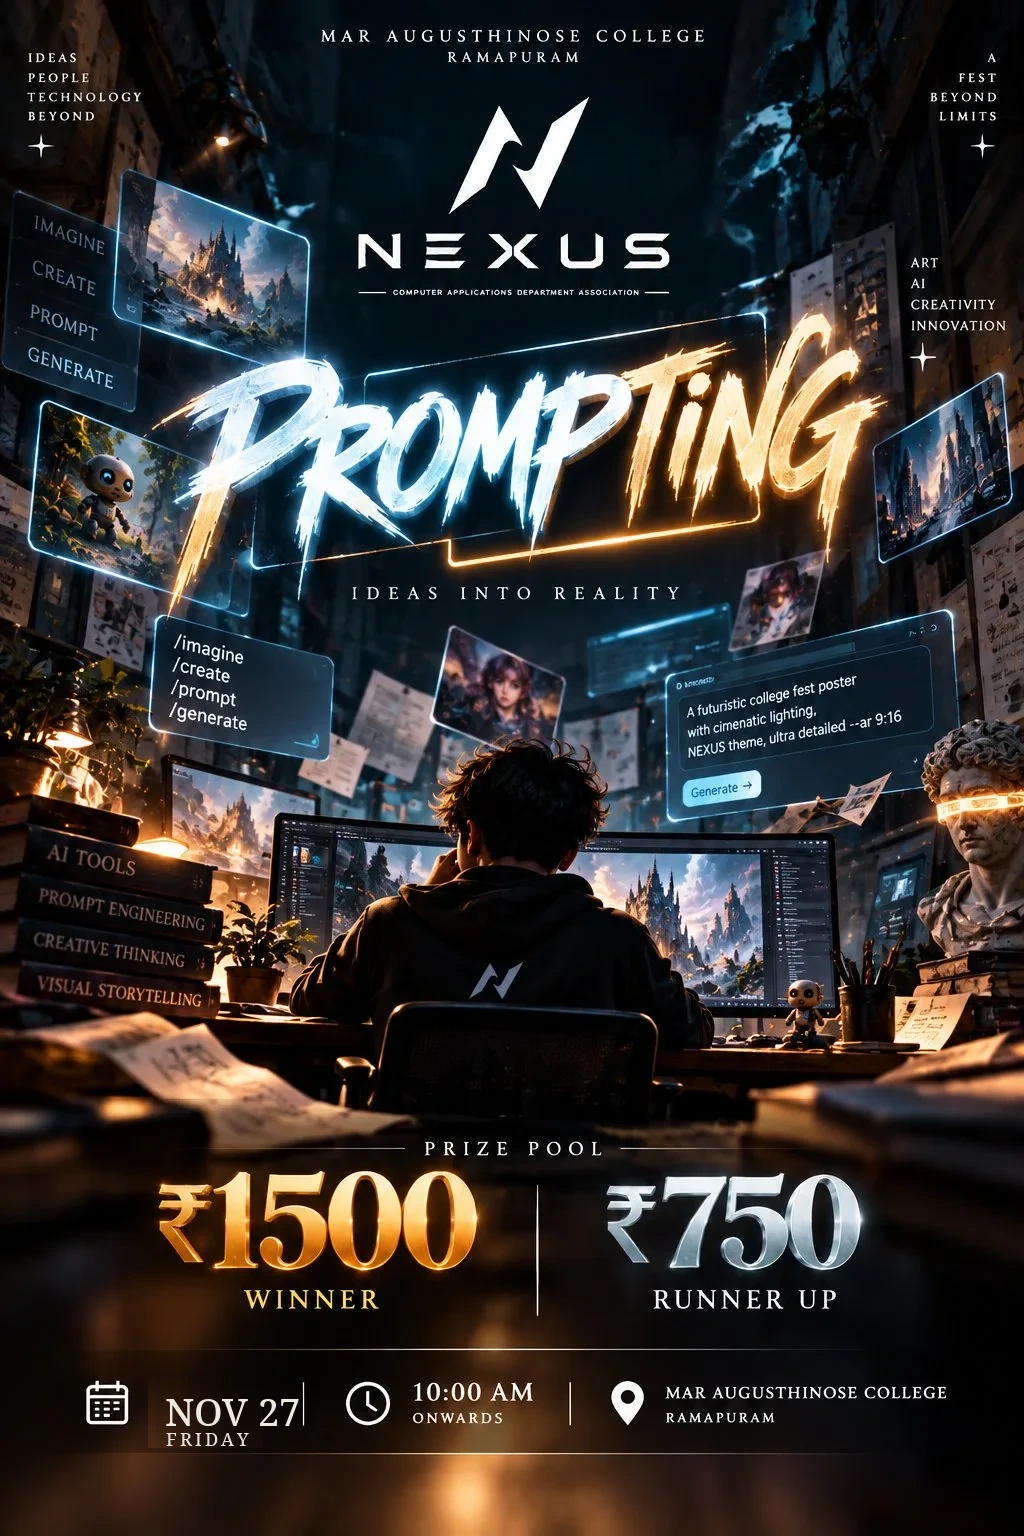 MAR AUGUSTHINOSE COLLEGE
RAMAPURAM
IDEAS
PEOPLE
TECHNOLOGY
BEYOND
A
FEST
BEYOND
LIMITS
NEXUS
COMPUTER APPLICATIONS DEPARTMENT ASSOCIATION
IMAGINE
CREATE
PROMPT
GENERATE
ART
AI
CREATIVITY
INNOVATION
PROMPTiNG
IDEAS INTO REALITY
/imagine
/create
/prompt
/generate
A futuristic college fest poster
with cimenatic lighting,
NEXUS theme, ultra detailed --ar 9:16
Generate →
AI TOOLS
PROMPT ENGINEERING
CREATIVE THINKING
VISUAL STORYTELLING
PRIZE POOL
₹1500
WINNER
₹750
RUNNER UP
NOV 27
FRIDAY
10:00 AM
ONWARDS
MAR AUGUSTHINOSE COLLEGE
RAMAPURAM